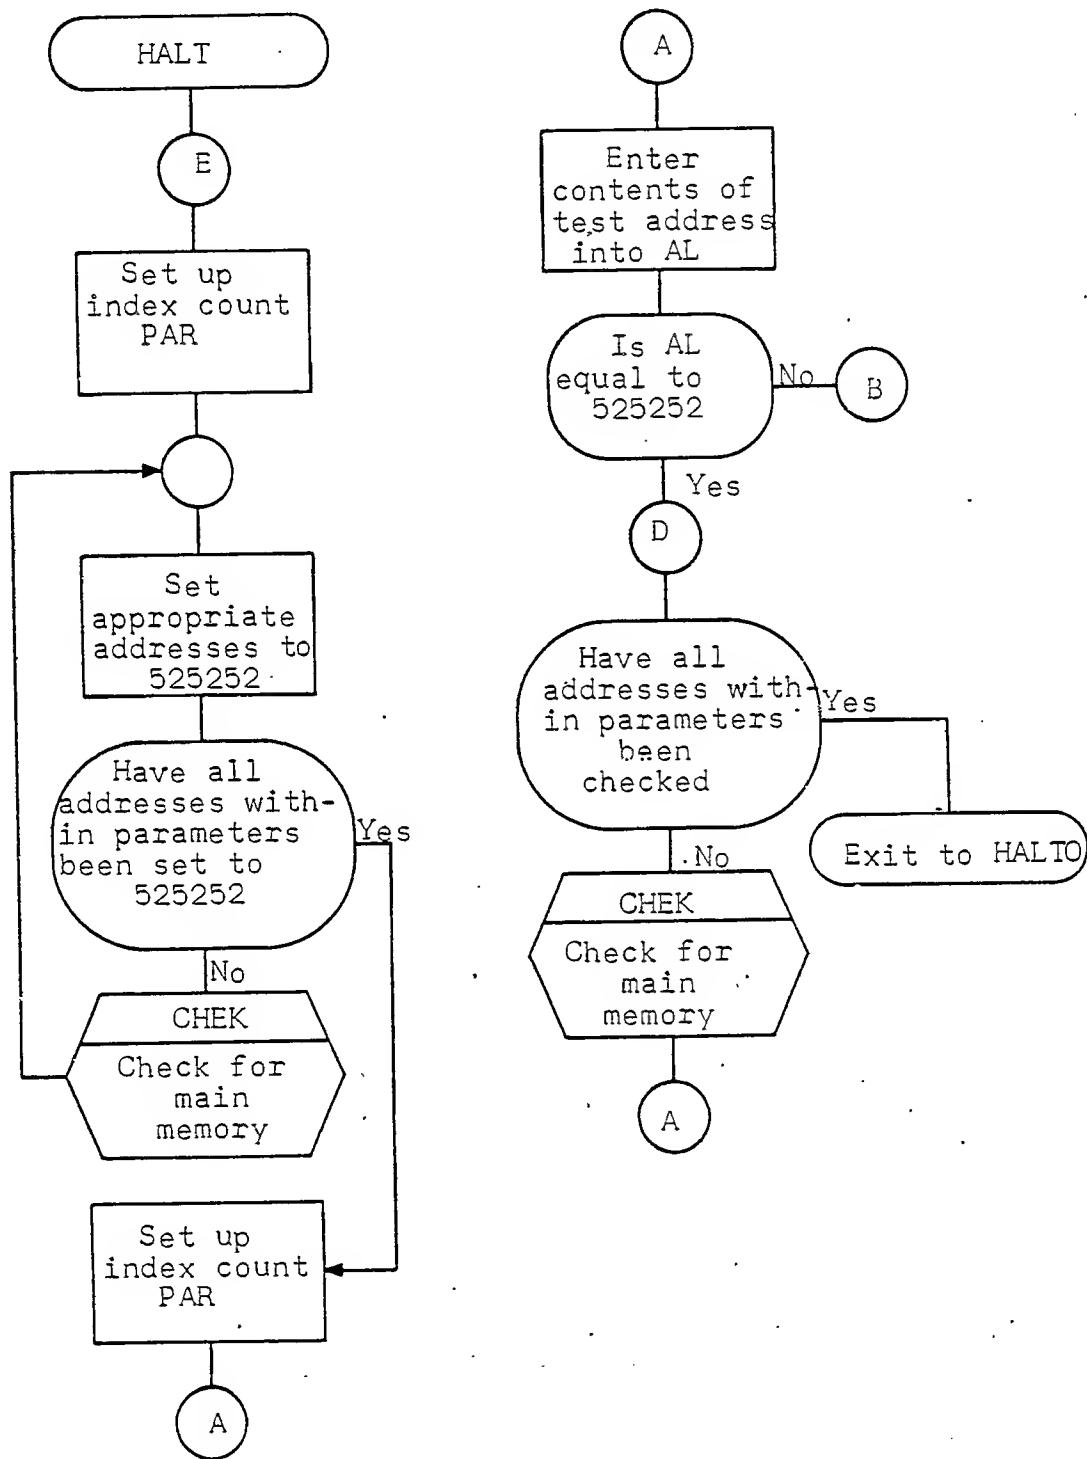 HALT
E
Set up
index count
PAR
Set
appropriate
addresses to
525252
Have all
addresses with-
in parameters
been set to
525252
Yes
No
CHEK
Check for
main
memory
Set up
index count
PAR
A
A
Enter
contents of
test address
into AL
Is AL
equal to
525252
No
B
Yes
D
Have all
addresses with-
in parameters
been
checked
Yes
Exit to HALTO
No
CHEK
Check for
main
memory
A